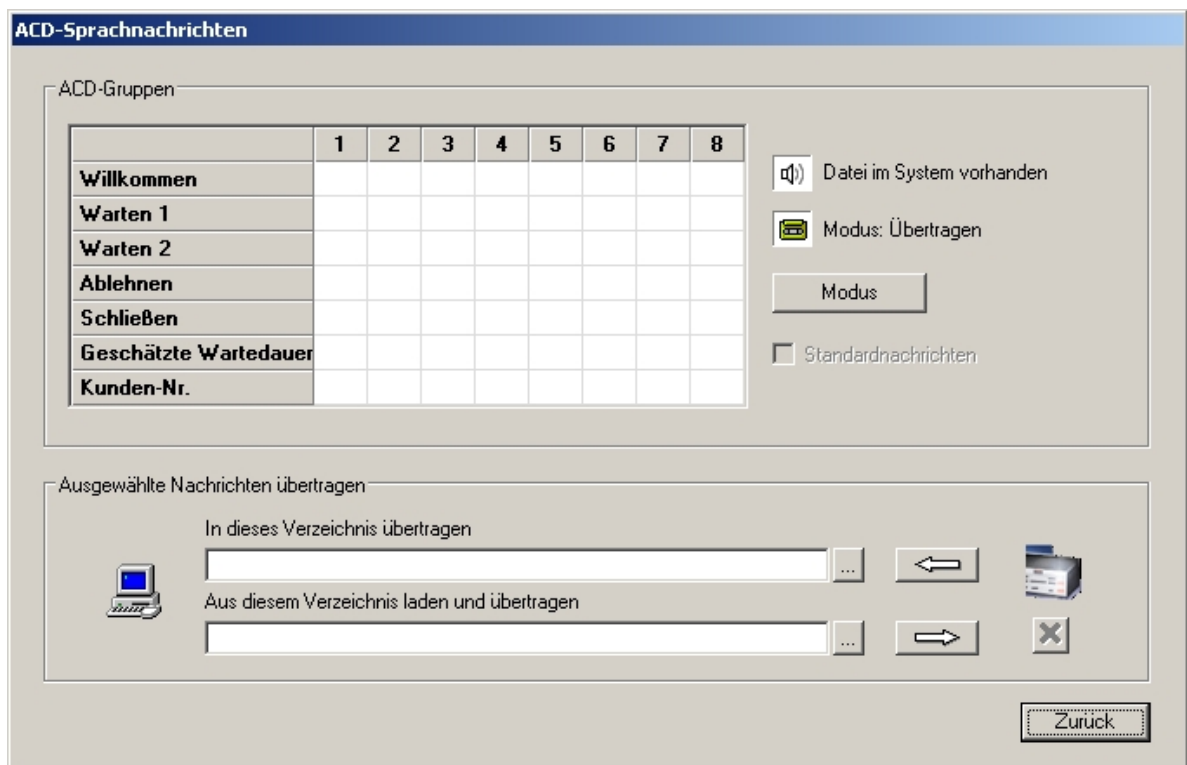 ACD-Sprachnachrichten
ACD-Gruppen
1 2 3 4 5 6 7 8
Willkommen
Warten 1
Warten 2
Ablehnen
Schließen
Geschätzte Wartedauer
Kunden-Nr.
Datei im System vorhanden
Modus: Übertragen
Modus
Standardnachrichten
Ausgewählte Nachrichten übertragen
In dieses Verzeichnis übertragen
...
Aus diesem Verzeichnis laden und übertragen
...
Zurück